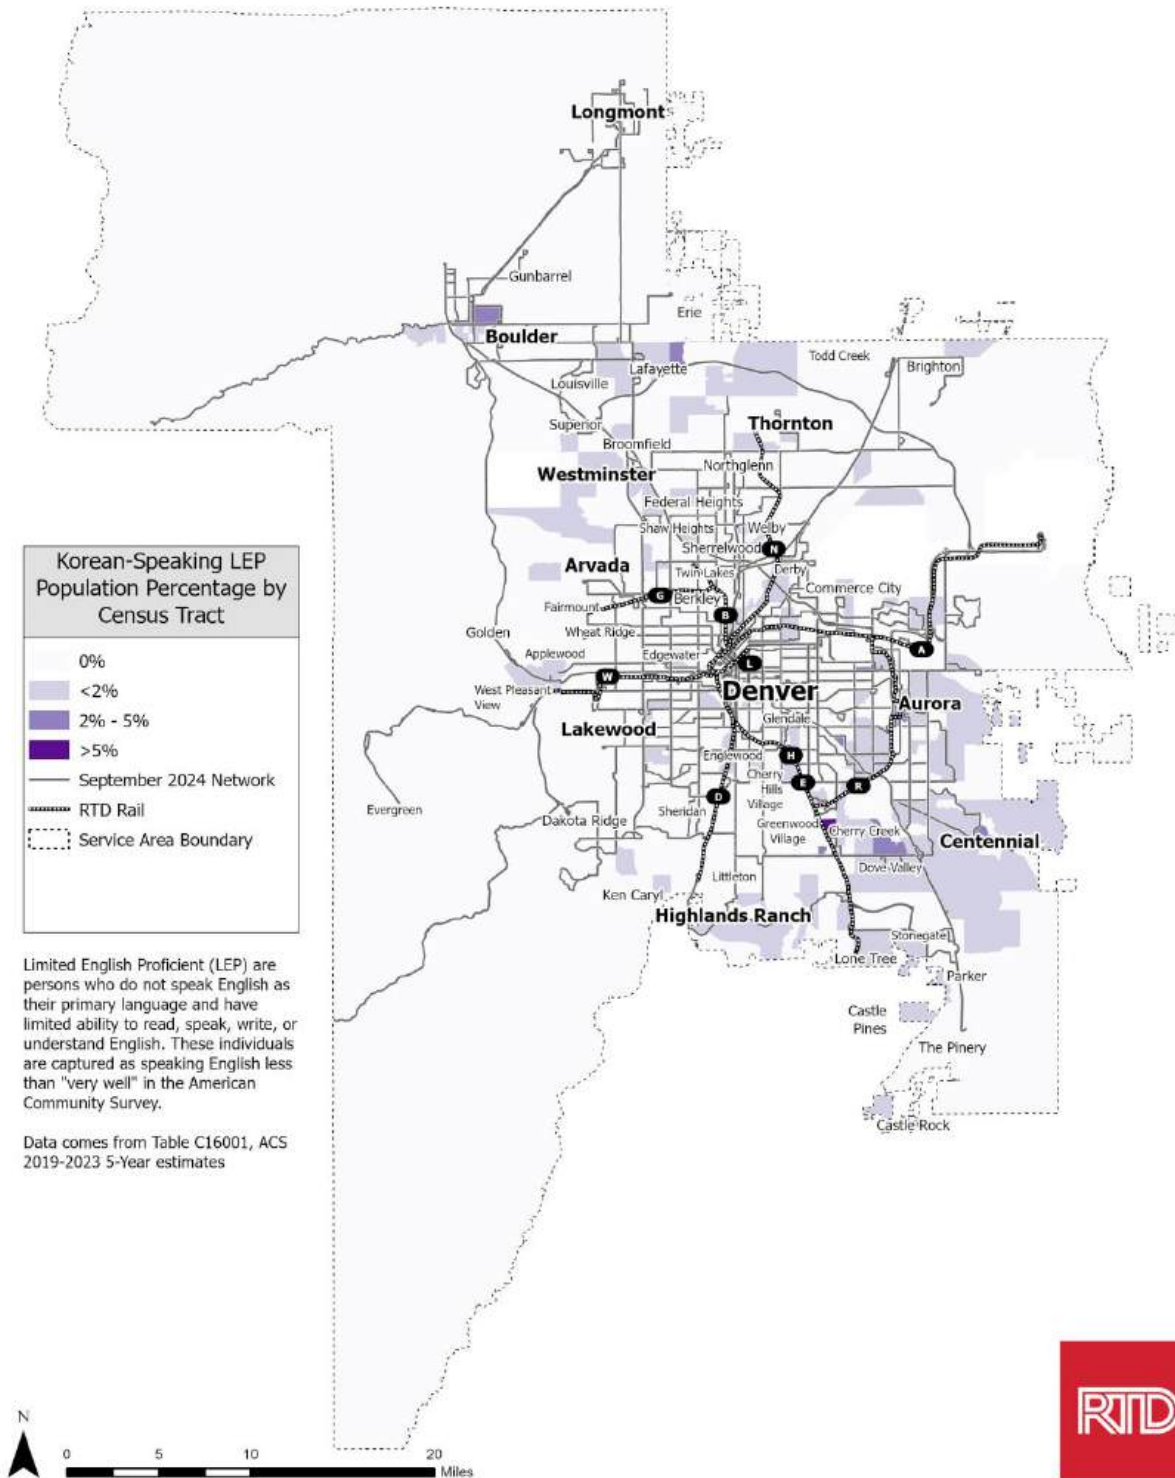 Longmont
Gunbarrel
Erie
Boulder
Todd Creek
Brighton
Lafayette
Louisville
Superior
Thornton
Broomfield
Northglenn
Westminster
Federal Heights
Shaw Heights
Welby
Sherrelwood
N
Arvada
Twin Lakes
Derby
Commerce City
G
Berkley
Fairmount
B
Golden
Wheat Ridge
Applewood
Edgewater
A
L
W
West Pleasant
View
Denver
Aurora
Lakewood
Glendale
Englewood
H
Cherry
Hills
Village
E
R
D
Evergreen
Sheridan
Dakota Ridge
Greenwood
Village
Cherry Creek
Centennial
Dove Valley
Littleton
Ken Caryl
Highlands Ranch
Stonegate
Lone Tree
Parker
Castle
Pines
The Pinery
Castle Rock
Korean-Speaking LEP
Population Percentage by
Census Tract
0%
<2%
2% - 5%
>5%
September 2024 Network
RTD Rail
Service Area Boundary
Limited English Proficient (LEP) are
persons who do not speak English as
their primary language and have
limited ability to read, speak, write, or
understand English. These individuals
are captured as speaking English less
than "very well" in the American
Community Survey.
Data comes from Table C16001, ACS
2019-2023 5-Year estimates
N
0 5 10 20
Miles
RTD